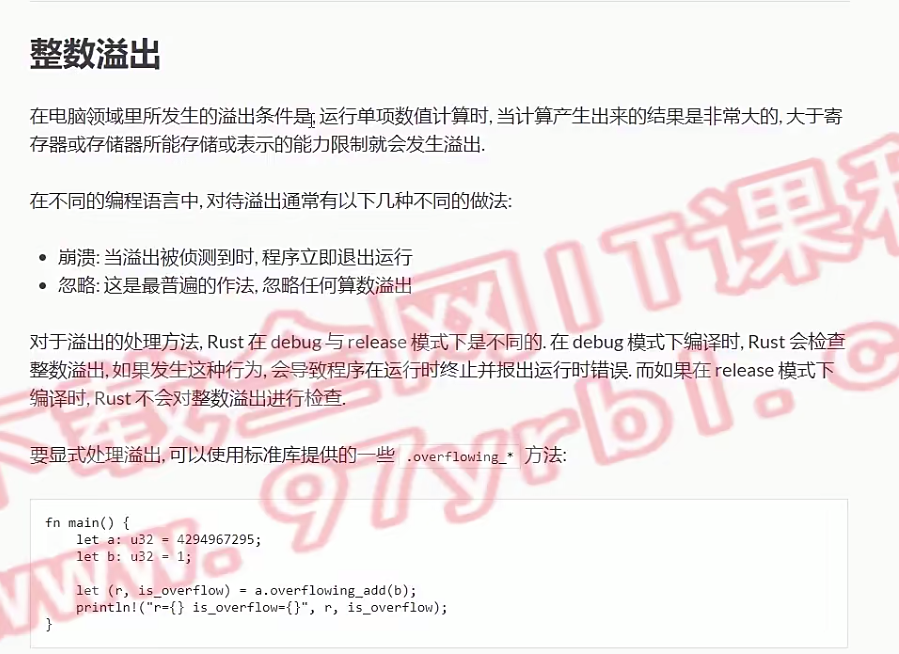 整数溢出
在电脑领域里所发生的溢出条件是, 运行单项数值计算时, 当计算产生出来的结果是非常大的, 大于寄
存器或存储器所能存储或表示的能力限制就会发生溢出.
在不同的编程语言中, 对待溢出通常有以下几种不同的做法:
• 崩溃: 当溢出被侦测到时, 程序立即退出运行
• 忽略: 这是最普遍的作法, 忽略任何算数溢出
对于溢出的处理方法, Rust 在 debug 与 release 模式下是不同的. 在 debug 模式下编译时, Rust 会检查
整数溢出, 如果发生这种行为, 会导致程序在运行时终止并报出运行时错误. 而如果在 release 模式下
编译时, Rust 不会对整数溢出进行检查.
要显式处理溢出, 可以使用标准库提供的一些 .overflowing_* 方法:
fn main() {
    let a: u32 = 4294967295;
    let b: u32 = 1;
    let (r, is_overflow) = a.overflowing_add(b);
    println!("r={} is_overflow={}", r, is_overflow);
}
下载全网IT课程
www.97yrbl.c